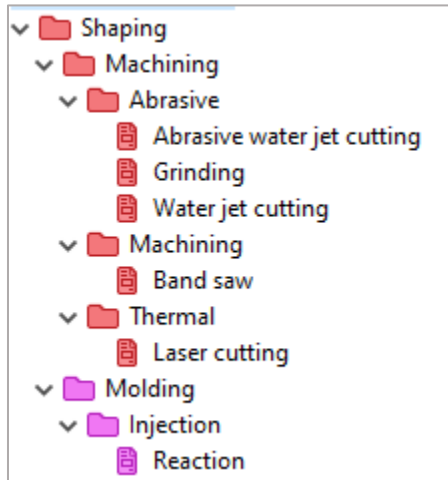 Shaping
Machining
Abrasive
Abrasive water jet cutting
Grinding
Water jet cutting
Machining
Band saw
Thermal
Laser cutting
Molding
Injection
Reaction